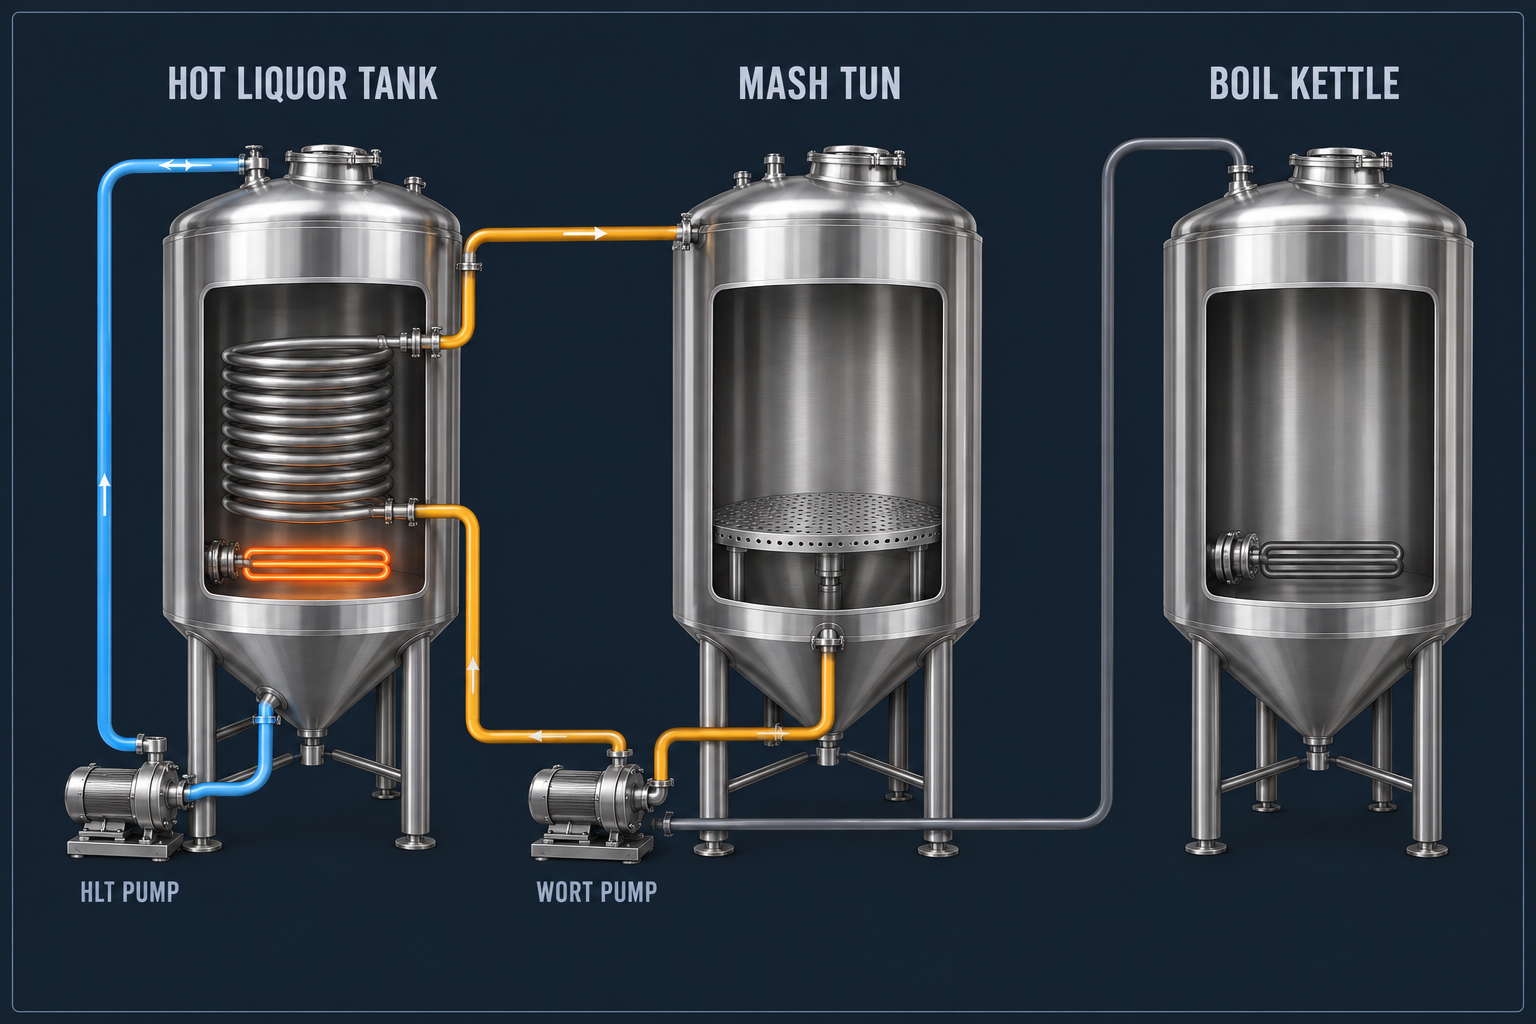 HOT LIQUOR TANK
MASH TUN
BOIL KETTLE
HLT PUMP
WORT PUMP